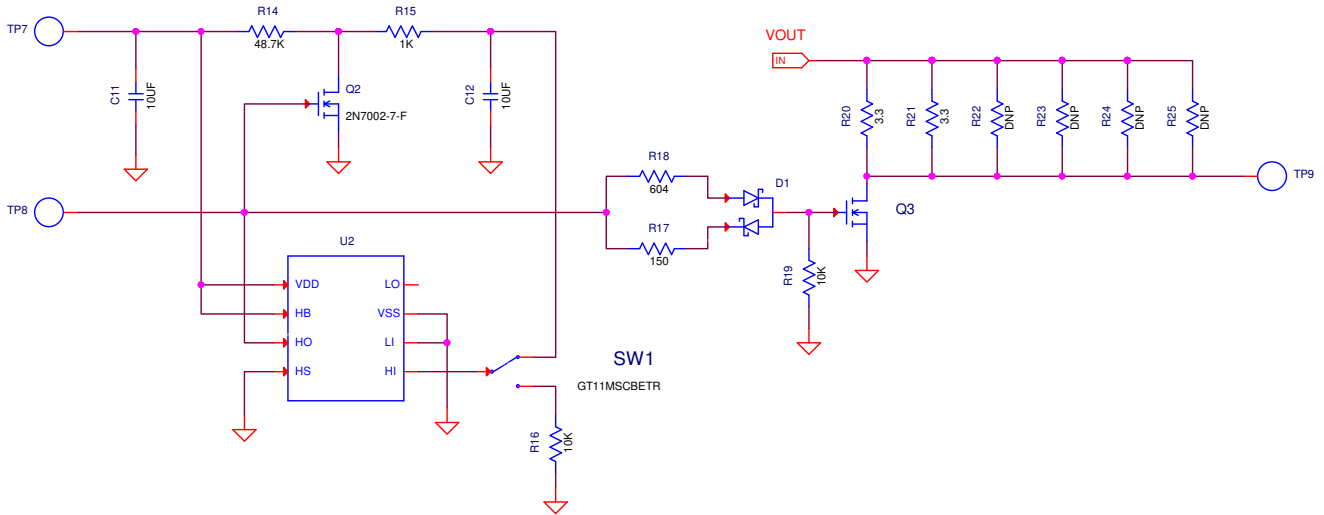 TP7
R14
48.7K
R15
1K
C11
10UF
Q2
2N7002-7-F
C12
10UF
VOUT
IN
R20
3.3
R21
3.3
R22
DNP
R23
DNP
R24
DNP
R25
DNP
TP9
TP8
R18
604
D1
R17
150
Q3
R19
10K
U2
VDD
LO
HB
VSS
HO
LI
HS
HI
SW1
GT11MSCBETR
R16
10K